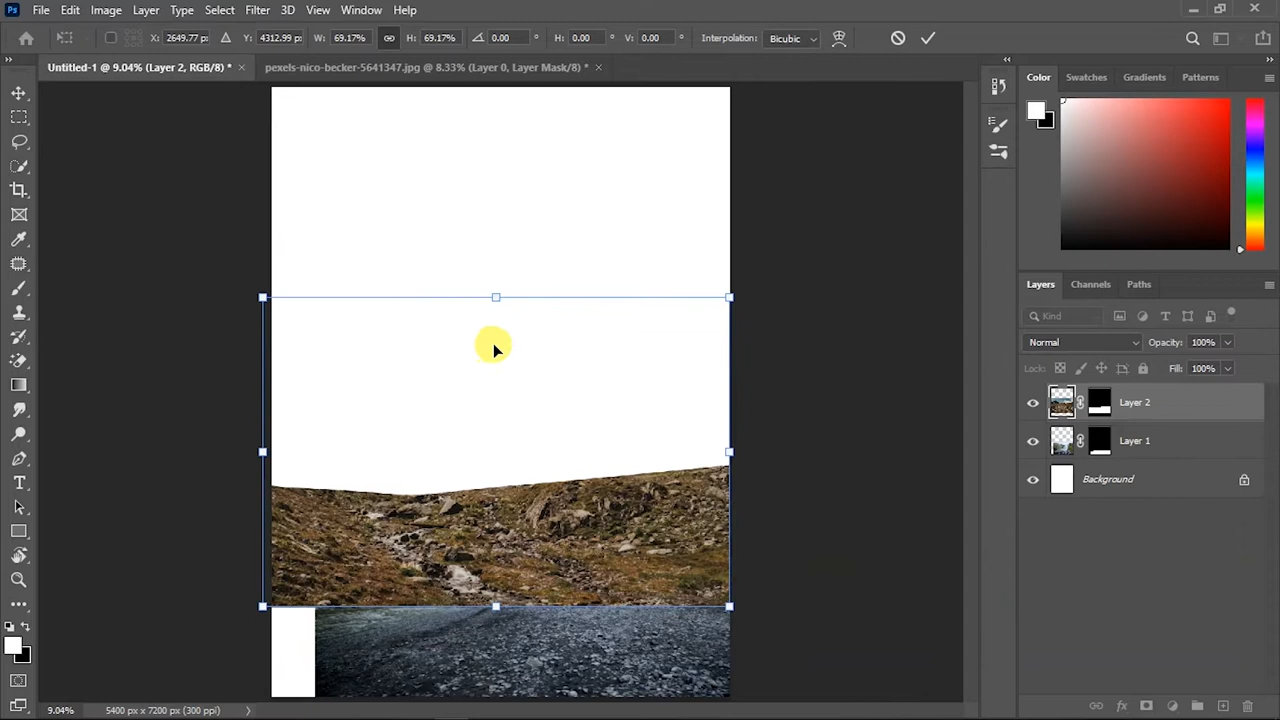 Ps File Edit Image Layer Type Select Filter 3D View Window Help
X: 2649.77 px Y: 4312.99 px W: 69.17% H: 69.17% 0.00 ° H: 0.00 ° V: 0.00 ° Interpolation: Bicubic
Untitled-1 @ 9.04% (Layer 2, RGB/8) * × pexels-nico-becker-5641347.jpg @ 8.33% (Layer 0, Layer Mask/8) * ×
Color Swatches Gradients Patterns
Layers Channels Paths
Kind
Normal Opacity: 100%
Lock: Fill: 100%
Layer 2
Layer 1
Background
9.04% 5400 px x 7200 px (300 ppi)